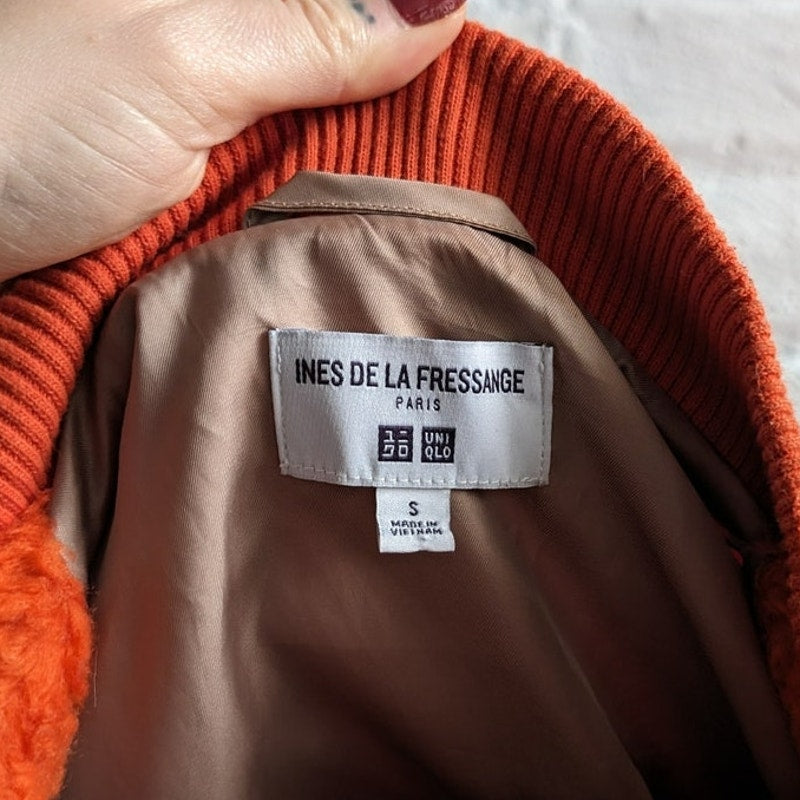 INES DE LA FRESSANGE
PARIS
ユニ UNI
クロ QLO
S
MADE IN
VIETNAM